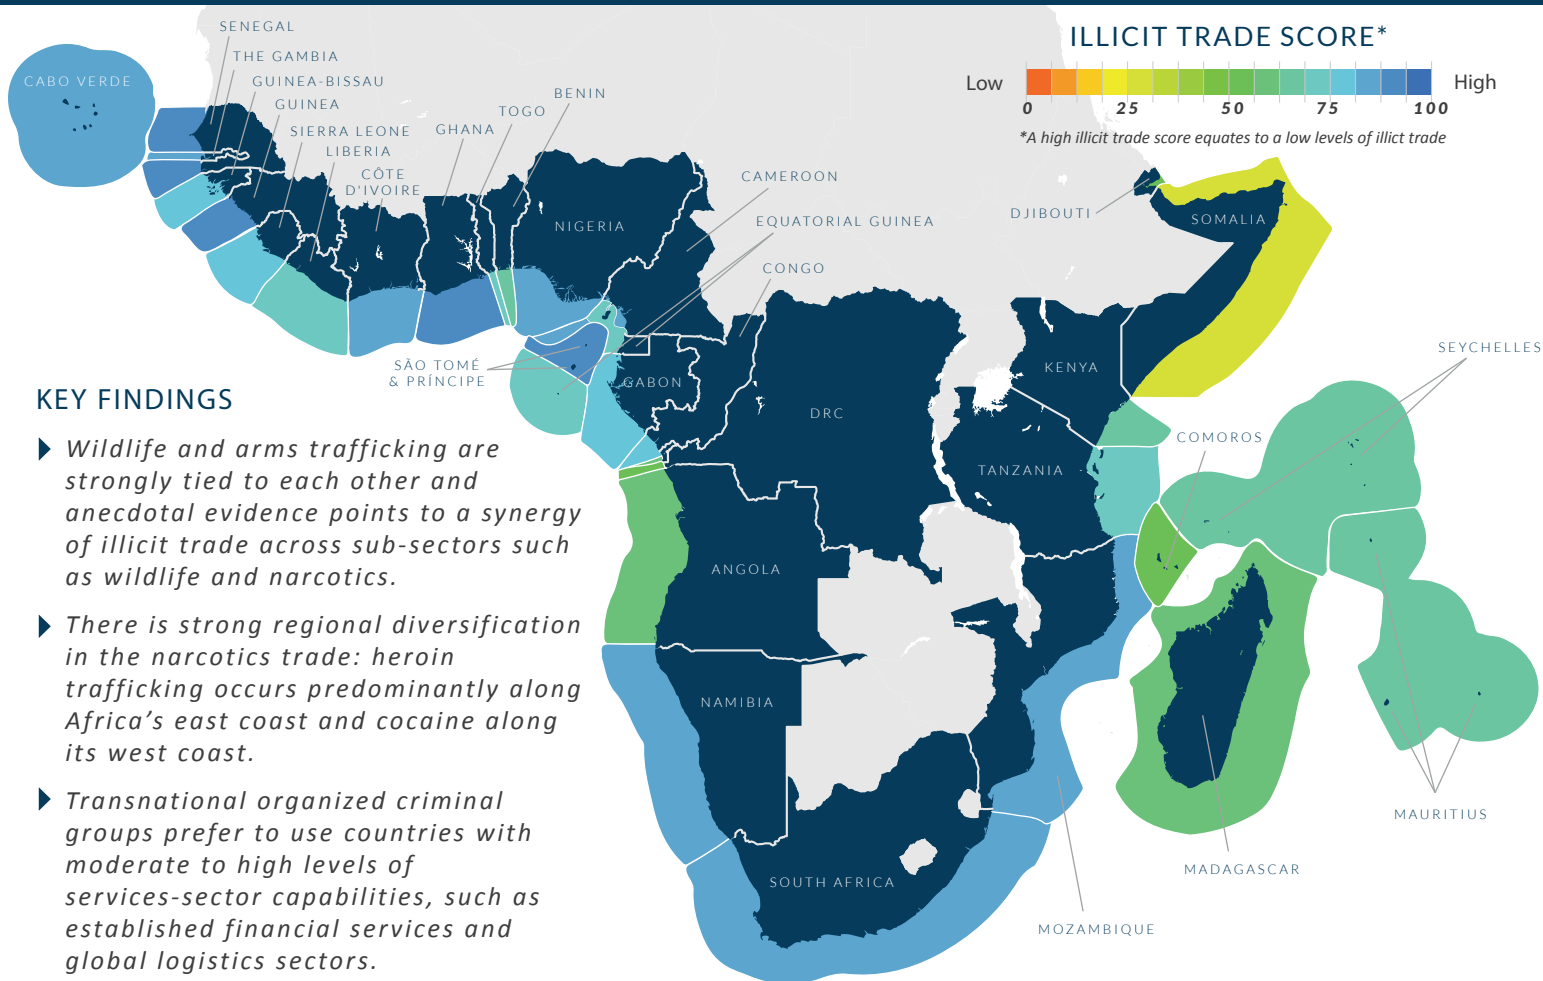 ILLICIT TRADE SCORE*
Low
High
0 25 50 75 100
*A high illicit trade score equates to a low levels of illict trade
SENEGAL
THE GAMBIA
CABO VERDE
GUINEA-BISSAU
GUINEA
BENIN
TOGO
SIERRA LEONE
GHANA
LIBERIA
CÔTE
D'IVOIRE
CAMEROON
DJIBOUTI
SOMALIA
NIGERIA
EQUATORIAL GUINEA
CONGO
SEYCHELLES
SÃO TOMÉ
& PRÍNCIPE
KENYA
GABON
DRC
COMOROS
TANZANIA
ANGOLA
NAMIBIA
MAURITIUS
MADAGASCAR
SOUTH AFRICA
MOZAMBIQUE
KEY FINDINGS
Wildlife and arms trafficking are
strongly tied to each other and
anecdotal evidence points to a synergy
of illicit trade across sub-sectors such
as wildlife and narcotics.
There is strong regional diversification
in the narcotics trade: heroin
trafficking occurs predominantly along
Africa’s east coast and cocaine along
its west coast.
Transnational organized criminal
groups prefer to use countries with
moderate to high levels of
services-sector capabilities, such as
established financial services and
global logistics sectors.